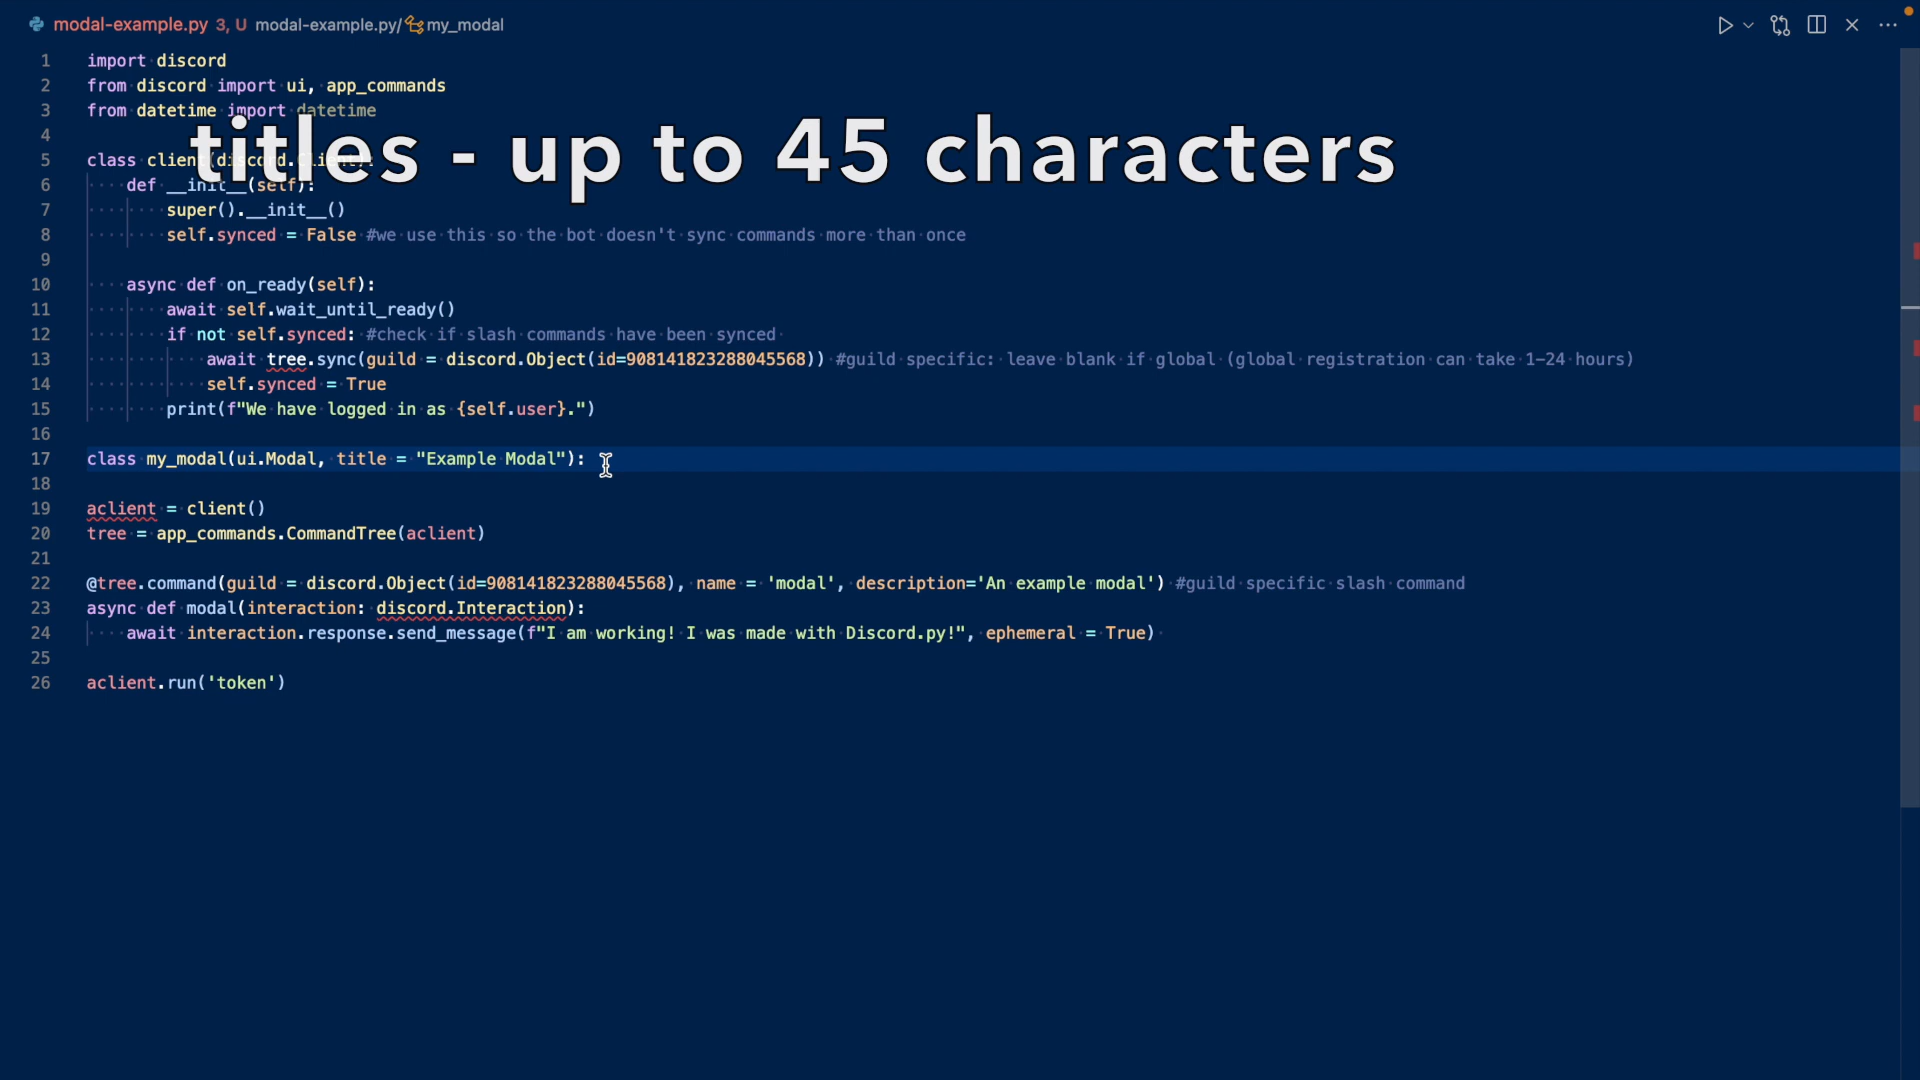 modal-example.py 3, U modal-example.py/ my_modal
1 import discord
2 from discord import ui, app_commands
3 from datetime import datetime
titles - up to 45 characters
4
5 class client(discord.Client):
6 def __init__(self):
7 super().__init__()
8 self.synced = False #we use this so the bot doesn't sync commands more than once
9
10 async def on_ready(self):
11 await self.wait_until_ready()
12 if not self.synced: #check if slash commands have been synced
13 await tree.sync(guild = discord.Object(id=908141823288045568)) #guild specific: leave blank if global (global registration can take 1-24 hours)
14 self.synced = True
15 print(f"We have logged in as {self.user}.")
16
17 class my_modal(ui.Modal, title = "Example Modal"):
18
19 aclient = client()
20 tree = app_commands.CommandTree(aclient)
21
22 @tree.command(guild = discord.Object(id=908141823288045568), name = 'modal', description='An example modal') #guild specific slash command
23 async def modal(interaction: discord.Interaction):
24 await interaction.response.send_message(f"I am working! I was made with Discord.py!", ephemeral = True)
25
26 aclient.run('token')